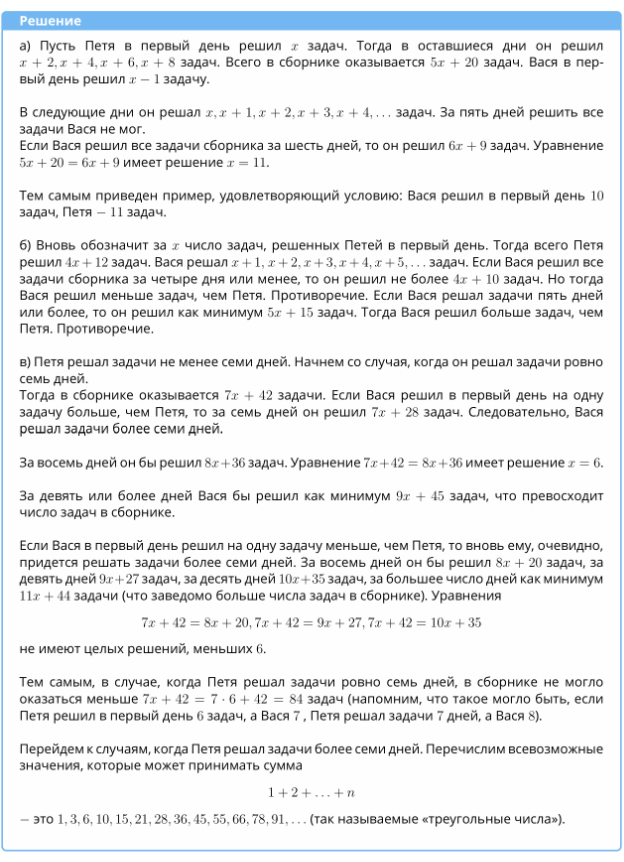 Решение
а) Пусть Петя в первый день решил x задач. Тогда в оставшиеся дни он решил
x + 2, x + 4, x + 6, x + 8 задач. Всего в сборнике оказывается 5x + 20 задач. Вася в пер-
вый день решил x − 1 задачу.
В следующие дни он решал x, x + 1, x + 2, x + 3, x + 4, . . . задач. За пять дней решить все
задачи Вася не мог.
Если Вася решил все задачи сборника за шесть дней, то он решил 6x + 9 задач. Уравнение
5x + 20 = 6x + 9 имеет решение x = 11.
Тем самым приведен пример, удовлетворяющий условию: Вася решил в первый день 10
задач, Петя − 11 задач.
б) Вновь обозначит за x число задач, решенных Петей в первый день. Тогда всего Петя
решил 4x + 12 задач. Вася решал x + 1, x + 2, x + 3, x + 4, x + 5, . . . задач. Если Вася решил все
задачи сборника за четыре дня или менее, то он решил не более 4x + 10 задач. Но тогда
Вася решил меньше задач, чем Петя. Противоречие. Если Вася решал задачи пять дней
или более, то он решил как минимум 5x + 15 задач. Тогда Вася решил больше задач, чем
Петя. Противоречие.
в) Петя решал задачи не менее семи дней. Начнем со случая, когда он решал задачи ровно
семь дней.
Тогда в сборнике оказывается 7x + 42 задачи. Если Вася решил в первый день на одну
задачу больше, чем Петя, то за семь дней он решил 7x + 28 задач. Следовательно, Вася
решал задачи более семи дней.
За восемь дней он бы решил 8x+36 задач. Уравнение 7x+42 = 8x+36 имеет решение x = 6.
За девять или более дней Вася бы решил как минимум 9x + 45 задач, что превосходит
число задач в сборнике.
Если Вася в первый день решил на одну задачу меньше, чем Петя, то вновь ему, очевидно,
придется решать задачи более семи дней. За восемь дней он бы решил 8x + 20 задач, за
девять дней 9x+27 задач, за десять дней 10x+35 задач, за большее число дней как минимум
11x + 44 задачи (что заведомо больше числа задач в сборнике). Уравнения
7x + 42 = 8x + 20, 7x + 42 = 9x + 27, 7x + 42 = 10x + 35
не имеют целых решений, меньших 6.
Тем самым, в случае, когда Петя решал задачи ровно семь дней, в сборнике не могло
оказаться меньше 7x + 42 = 7 · 6 + 42 = 84 задач (напомним, что такое могло быть, если
Петя решил в первый день 6 задач, а Вася 7 , Петя решал задачи 7 дней, а Вася 8).
Перейдем к случаям, когда Петя решал задачи более семи дней. Перечислим всевозможные
значения, которые может принимать сумма
1 + 2 + . . . + n
− это 1, 3, 6, 10, 15, 21, 28, 36, 45, 55, 66, 78, 91, . . . (так называемые «треугольные числа»).